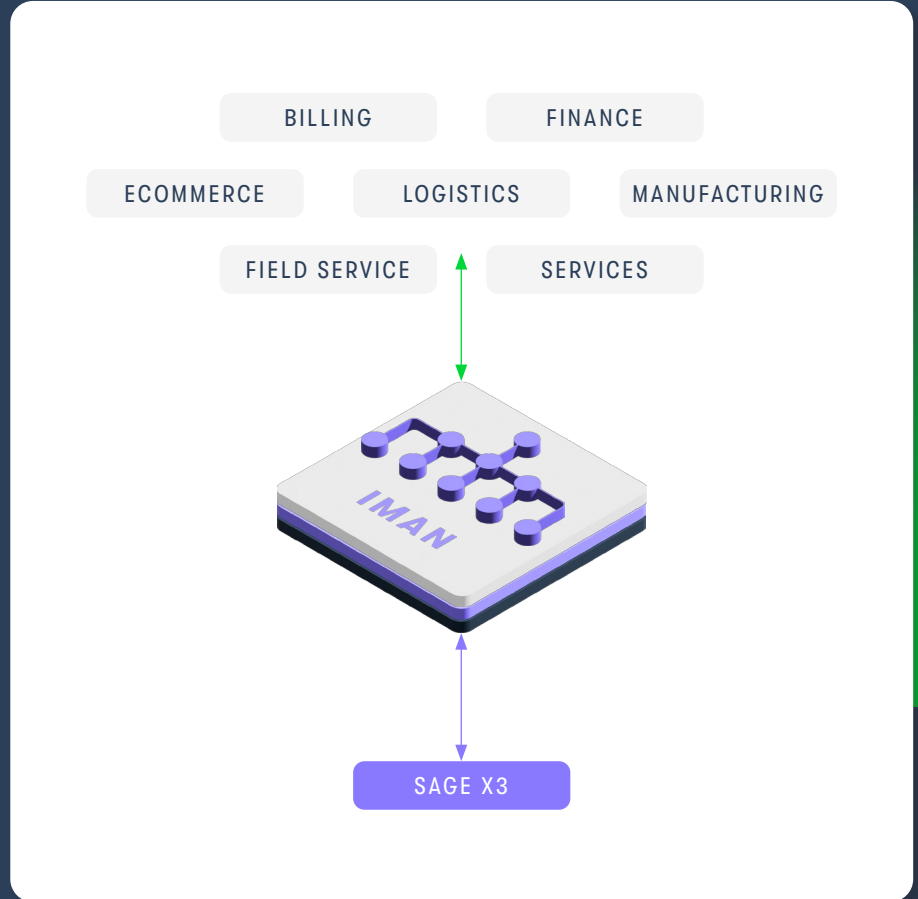 BILLING
FINANCE
ECOMMERCE
LOGISTICS
MANUFACTURING
FIELD SERVICE
SERVICES
IMAN
SAGE X3